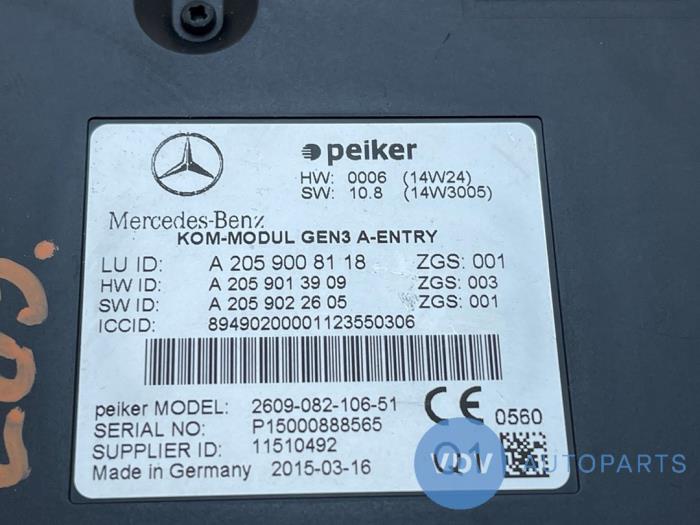 peiker
HW: 0006 (14W24)
SW: 10.8 (14W3005)
Mercedes-Benz
KOM-MODUL GEN3 A-ENTRY
LU ID: A 205 900 81 18 ZGS: 001
HW ID: A 205 901 39 09 ZGS: 003
SW ID: A 205 902 26 05 ZGS: 001
ICCID: 89490200001123550306
peiker MODEL: 2609-082-106-51
0560
SERIAL NO: P15000888565
SUPPLIER ID: 11510492
Q1
VDV AUTOPARTS
Made in Germany 2015-03-16